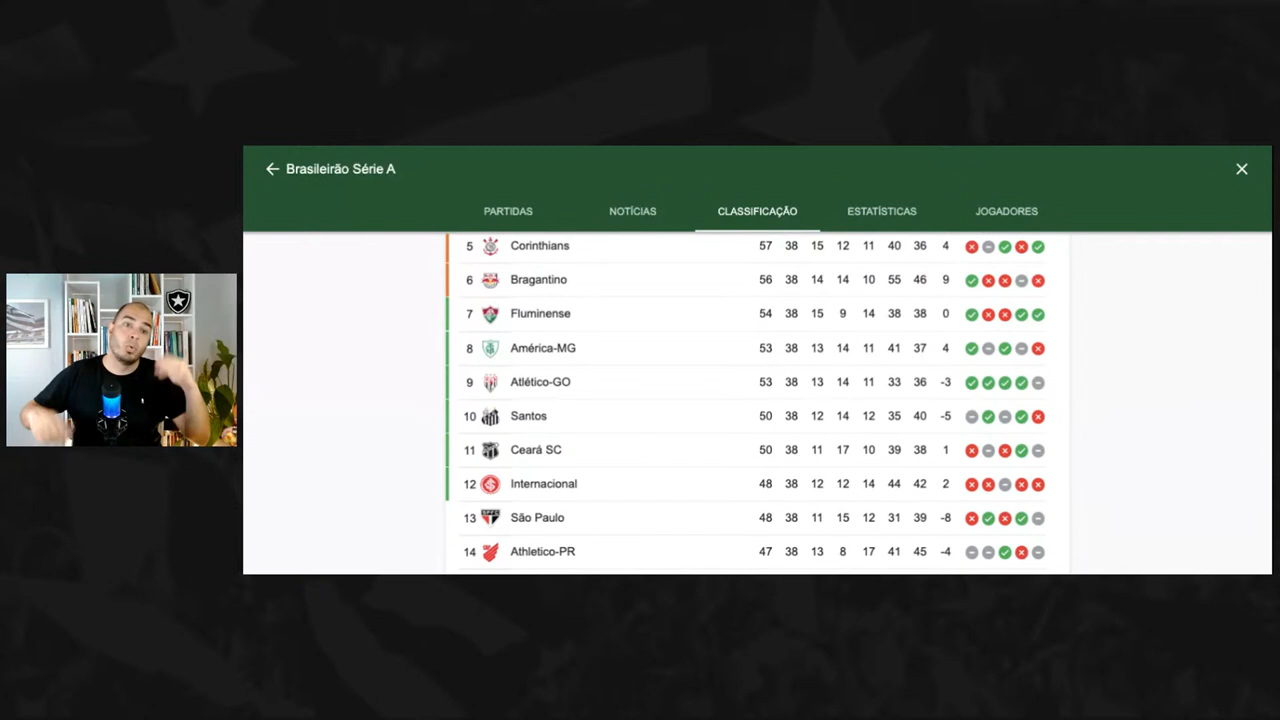 Brasileirão Série A
PARTIDAS NOTÍCIAS CLASSIFICAÇÃO ESTATÍSTICAS JOGADORES
5 Corinthians 57 38 15 12 11 40 36 4
6 Bragantino 56 38 14 14 10 55 46 9
7 Fluminense 54 38 15 9 14 38 38 0
8 América-MG 53 38 13 14 11 41 37 4
9 Atlético-GO 53 38 13 14 11 33 36 -3
10 Santos 50 38 12 14 12 35 40 -5
11 Ceará SC 50 38 11 17 10 39 38 1
12 Internacional 48 38 12 12 14 44 42 2
13 São Paulo 48 38 11 15 12 31 39 -8
14 Athletico-PR 47 38 13 8 17 41 45 -4